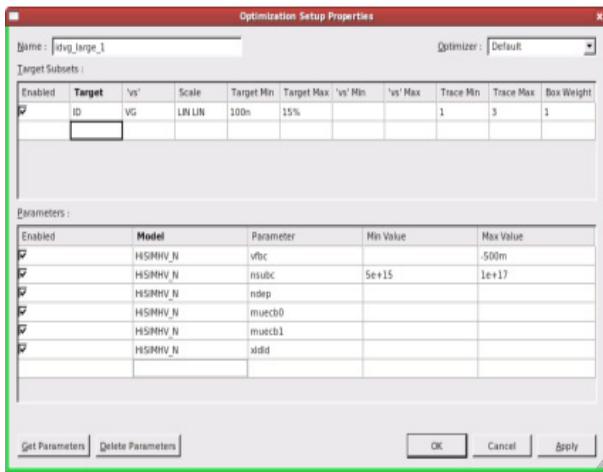 Optimization Setup Properties
Name : idvg_large_1 Optimizer : Default
Target Subsets :
Enabled Target 'vs' Scale Target Min Target Max 'vs' Min 'vs' Max Trace Min Trace Max Box Weight
ID VG LIN LIN 100n 15% 1 3 1
Parameters :
Enabled Model Parameter Min Value Max Value
HiSIMHV_N vfbc -500m
HiSIMHV_N nsubc 5e+15 1e+17
HiSIMHV_N ndep
HiSIMHV_N muecb0
HiSIMHV_N muecb1
HiSIMHV_N xldld
Get Parameters Delete Parameters OK Cancel Apply